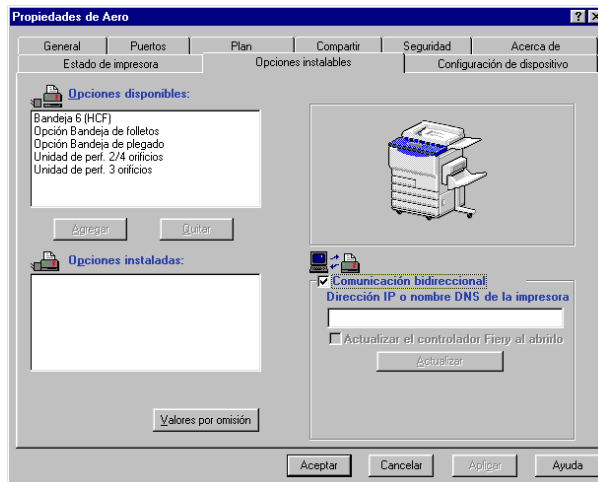 Propiedades de Aero
General
Puertos
Plan
Compartir
Seguridad
Acerca de
Estado de impresora
Opciones instalables
Configuración de dispositivo
Opciones disponibles:
Bandeja 6 (HCF)
Opción Bandeja de folletos
Opción Bandeja de plegado
Unidad de perf. 2/4 orificios
Unidad de perf. 3 orificios
Agregar
Quitar
Opciones instaladas:
Comunicación bidireccional
Dirección IP o nombre DNS de la impresora
Actualizar el controlador Fiery al abrirlo
Actualizar
Valores por omisión
Aceptar
Cancelar
Aplicar
Ayuda